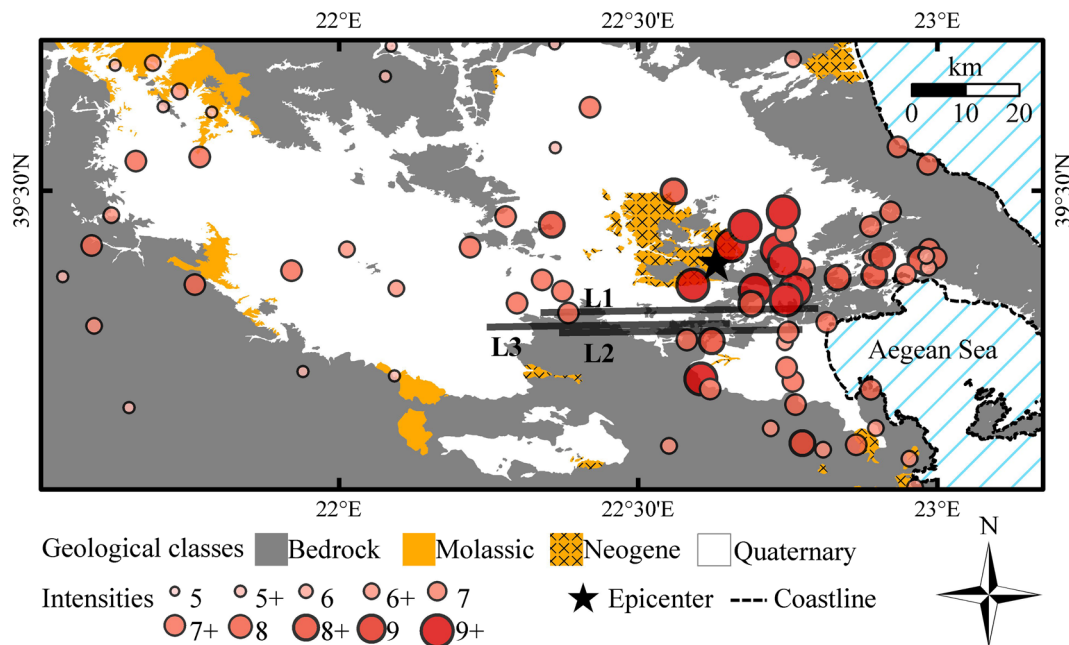 22°E 22°30'E 23°E
km
0 10 20
39°30'N 39°30'N
L1
L3 L2
Aegean Sea
22°E 22°30'E 23°E
Geological classes Bedrock Molassic Neogene Quaternary
N
Intensities 5 5+ 6 6+ 7 Epicenter Coastline
7+ 8 8+ 9 9+